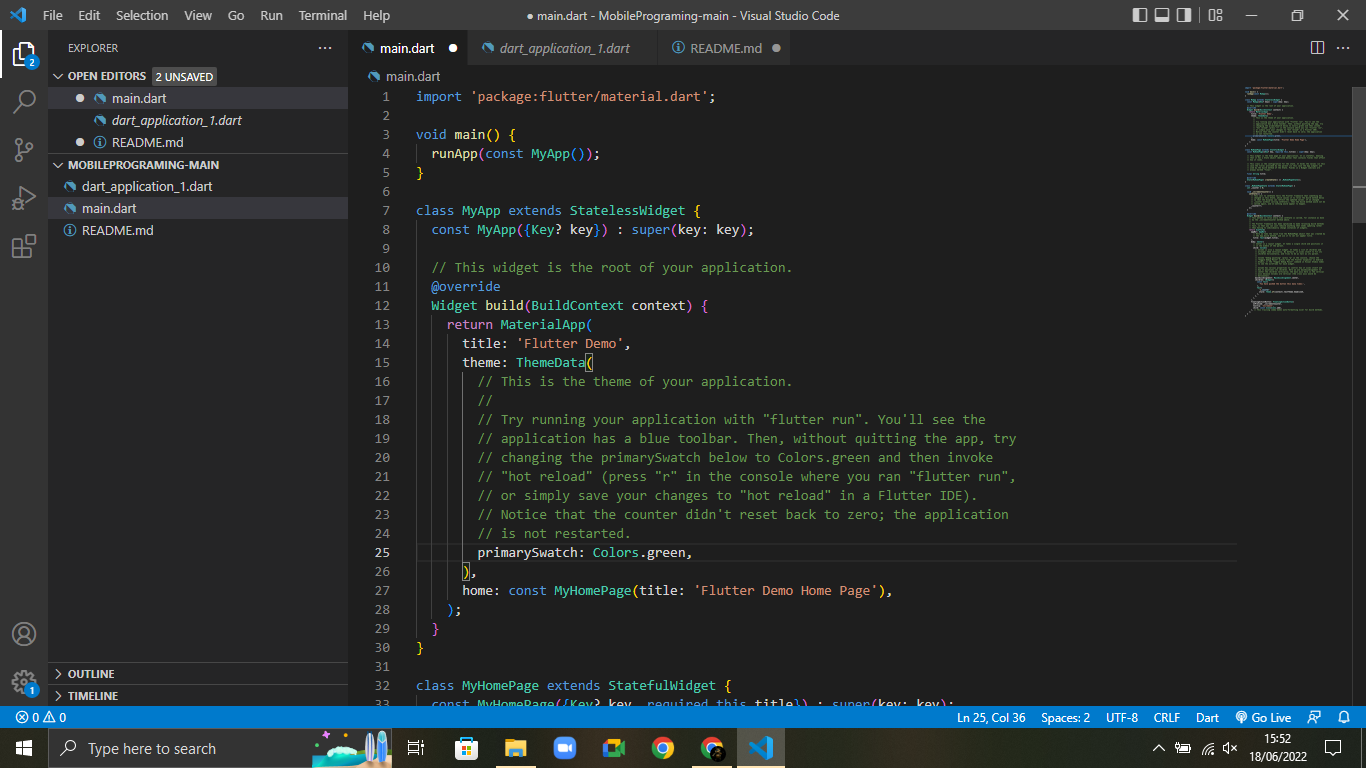 File Edit Selection View Go Run Terminal Help
● main.dart - MobilePrograming-main - Visual Studio Code
EXPLORER
OPEN EDITORS 2 UNSAVED
main.dart
dart_application_1.dart
README.md
MOBILEPROGRAMING-MAIN
dart_application_1.dart
main.dart
README.md
OUTLINE
TIMELINE
2
1
main.dart
dart_application_1.dart
README.md
main.dart
1 import 'package:flutter/material.dart';
2
3 void main() {
4 runApp(const MyApp());
5 }
6
7 class MyApp extends StatelessWidget {
8 const MyApp({Key? key}) : super(key: key);
9
10 // This widget is the root of your application.
11 @override
12 Widget build(BuildContext context) {
13 return MaterialApp(
14 title: 'Flutter Demo',
15 theme: ThemeData(
16 // This is the theme of your application.
17 //
18 // Try running your application with "flutter run". You'll see the
19 // application has a blue toolbar. Then, without quitting the app, try
20 // changing the primarySwatch below to Colors.green and then invoke
21 // "hot reload" (press "r" in the console where you ran "flutter run",
22 // or simply save your changes to "hot reload" in a Flutter IDE).
23 // Notice that the counter didn't reset back to zero; the application
24 // is not restarted.
25 primarySwatch: Colors.green,
26 ),
27 home: const MyHomePage(title: 'Flutter Demo Home Page'),
28 );
29 }
30 }
31
32 class MyHomePage extends StatefulWidget {
33 const MyHomePage({Key? key, required this.title}) : super(key: key);
0 0
Ln 25, Col 36 Spaces: 2 UTF-8 CRLF Dart Go Live
Type here to search
15:52
18/06/2022